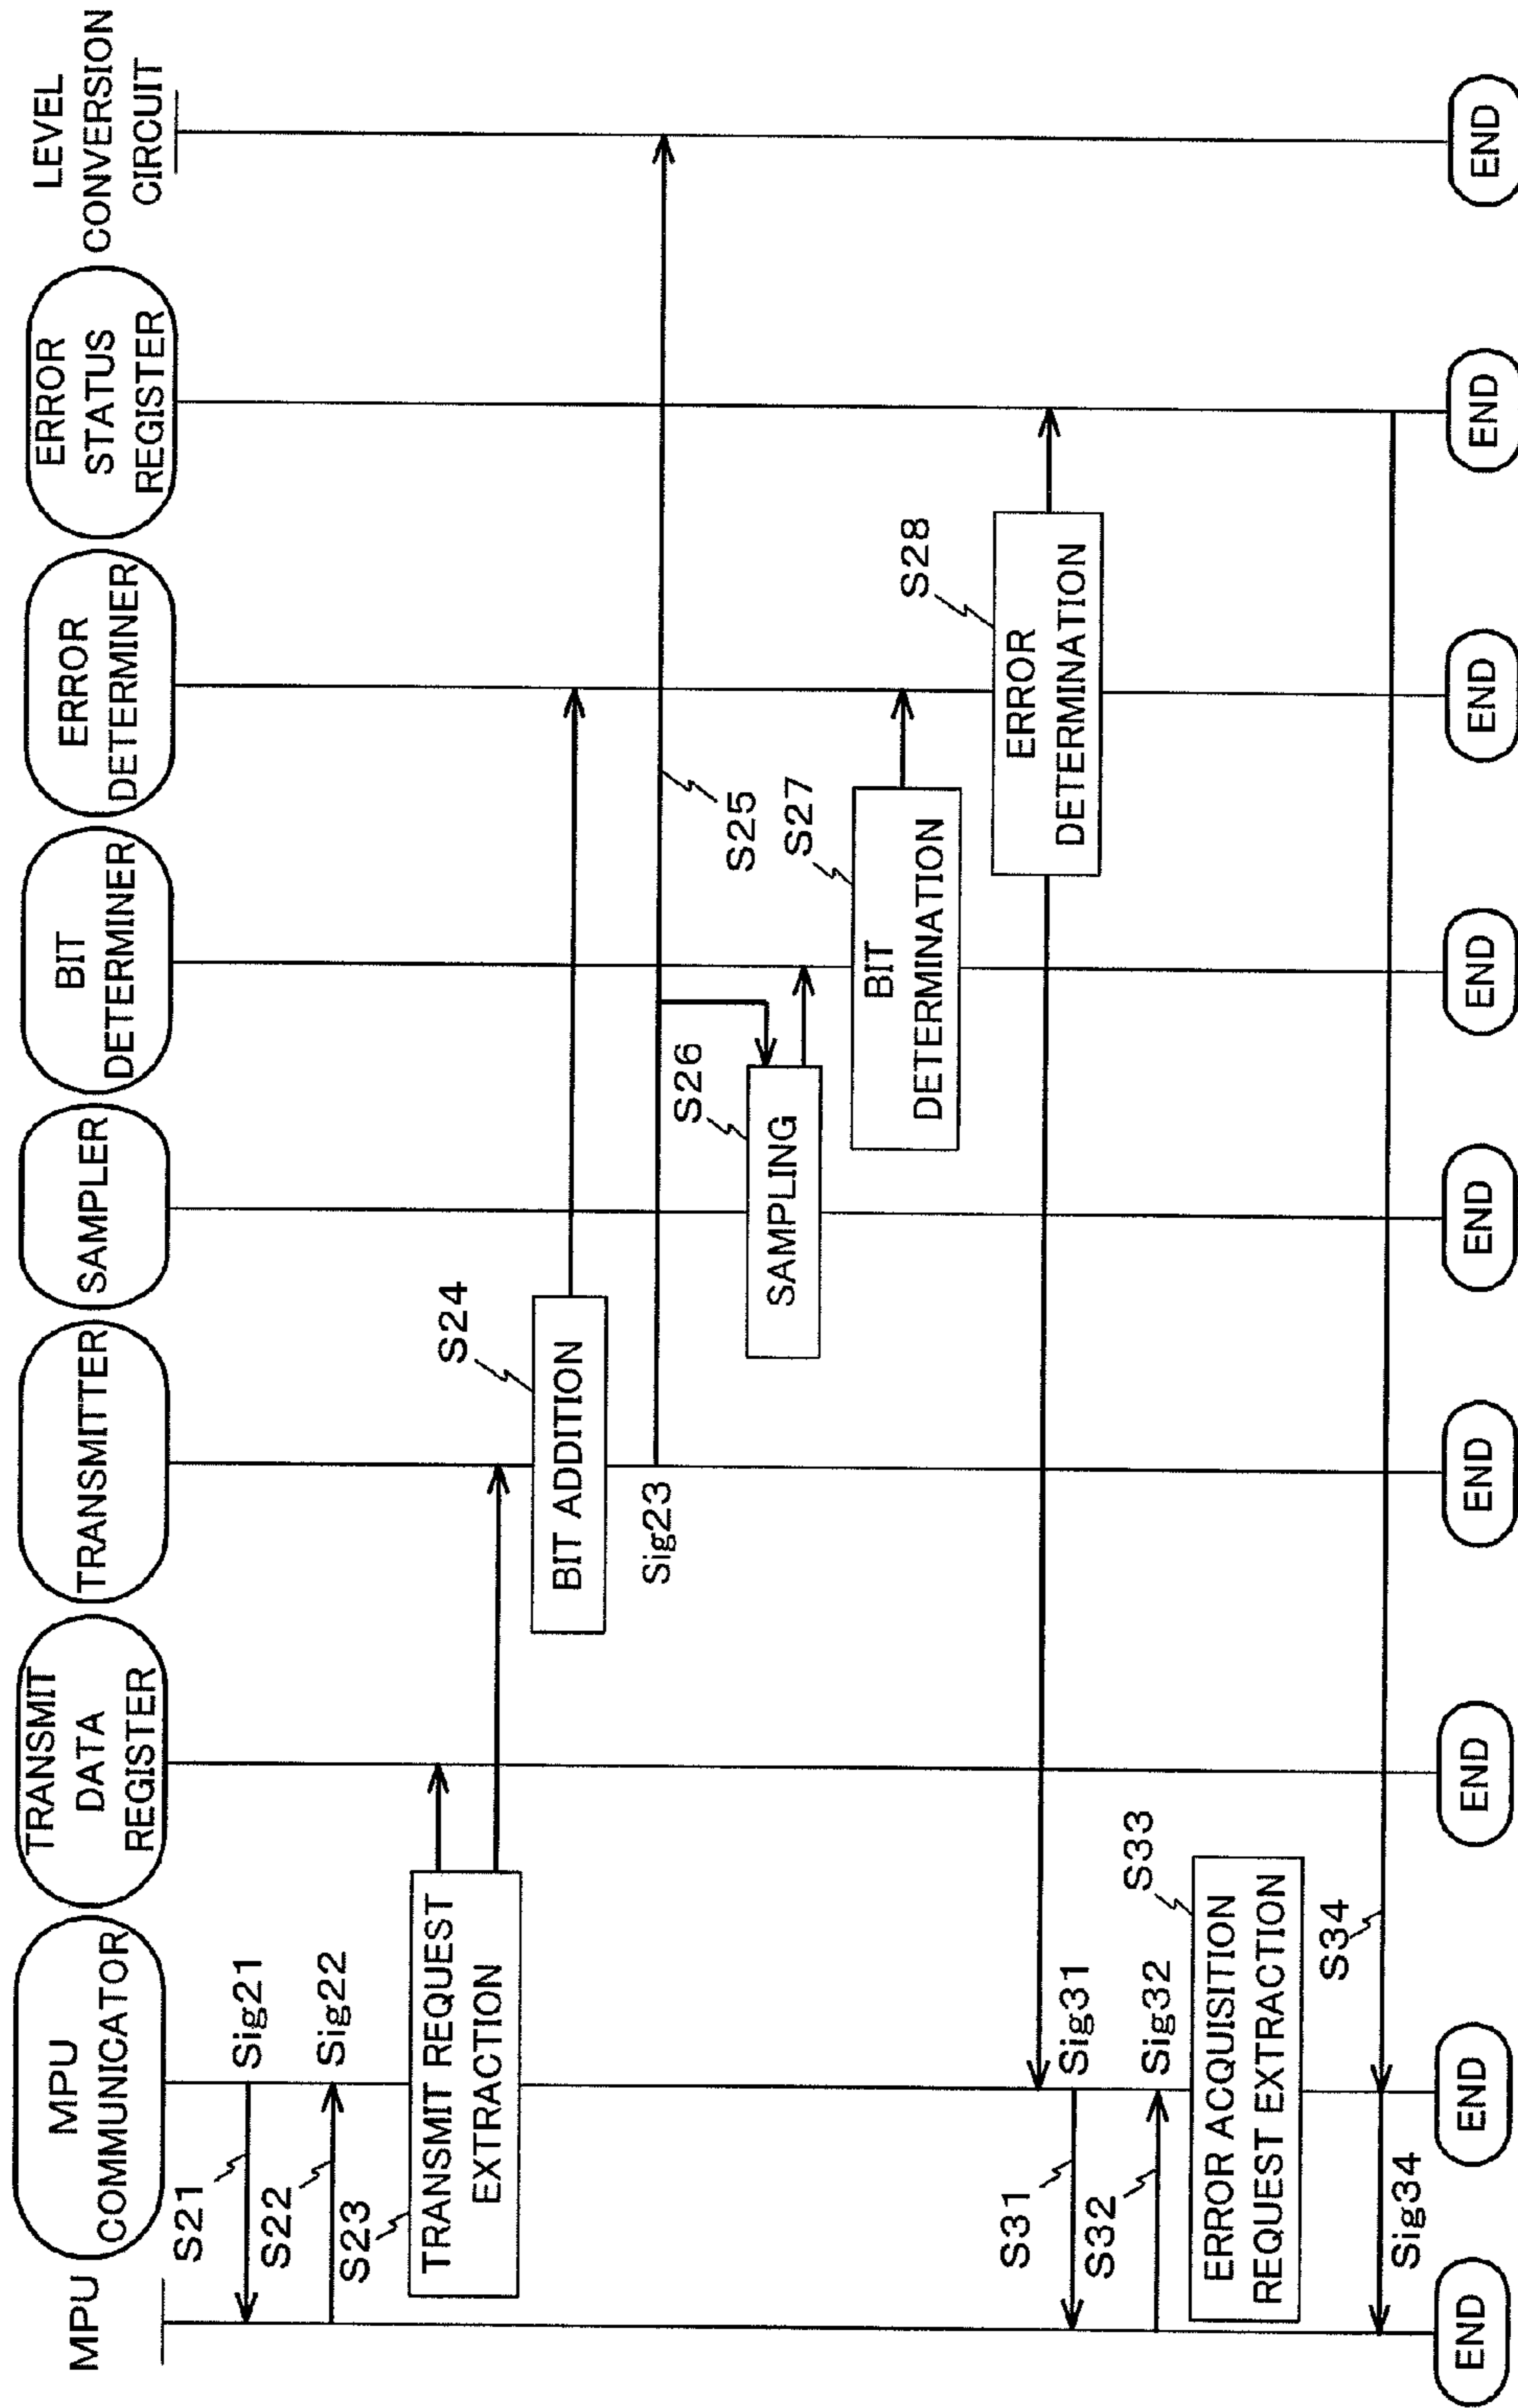 MPU
MPU
COMMUNICATOR
TRANSMIT
DATA
REGISTER
TRANSMITTER
SAMPLER
BIT
DETERMINER
ERROR
DETERMINER
ERROR
STATUS
REGISTER
LEVEL
CONVERSION
CIRCUIT
S21
Sig21
S22
Sig22
S23
TRANSMIT REQUEST
EXTRACTION
S24
BIT ADDITION
Sig23
S25
S26
SAMPLING
S27
BIT
DETERMINATION
S28
ERROR
DETERMINATION
S31
Sig31
S32
Sig32
S33
ERROR ACQUISITION
REQUEST EXTRACTION
S34
Sig34
END
END
END
END
END
END
END
END
END